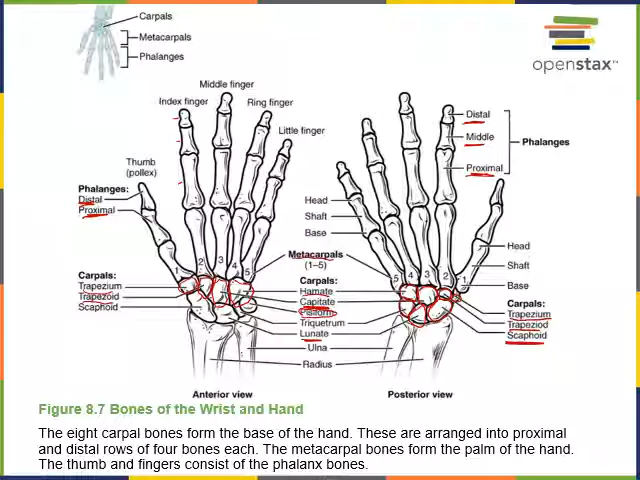 Carpals
Metacarpals
Phalanges
openstax™
Middle finger
Index finger
Ring finger
Little finger
Thumb
(pollex)
Phalanges:
Distal
Proximal
Distal
Middle
Proximal
Phalanges
Head
Shaft
Base
Metacarpals
(1–5)
Head
Shaft
Base
1
2
3
4
5
5
4
3
2
1
Carpals:
Trapezium
Trapezoid
Scaphoid
Carpals:
Hamate
Capitate
Pisiform
Triquetrum
Lunate
Ulna
Radius
Carpals:
Trapezium
Trapeziod
Scaphoid
Anterior view
Posterior view
Figure 8.7 Bones of the Wrist and Hand
The eight carpal bones form the base of the hand. These are arranged into proximal
and distal rows of four bones each. The metacarpal bones form the palm of the hand.
The thumb and fingers consist of the phalanx bones.